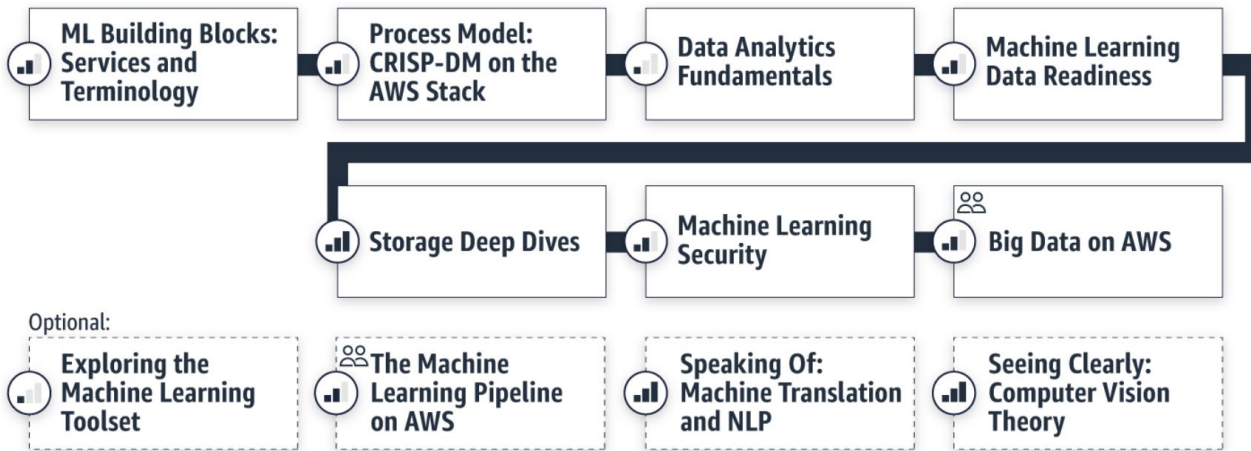 ML Building Blocks:
Services and
Terminology
Process Model:
CRISP-DM on the
AWS Stack
Data Analytics
Fundamentals
Machine Learning
Data Readiness
Storage Deep Dives
Machine Learning
Security
Big Data on AWS
Optional:
Exploring the
Machine Learning
Toolset
The Machine
Learning Pipeline
on AWS
Speaking Of:
Machine Translation
and NLP
Seeing Clearly:
Computer Vision
Theory